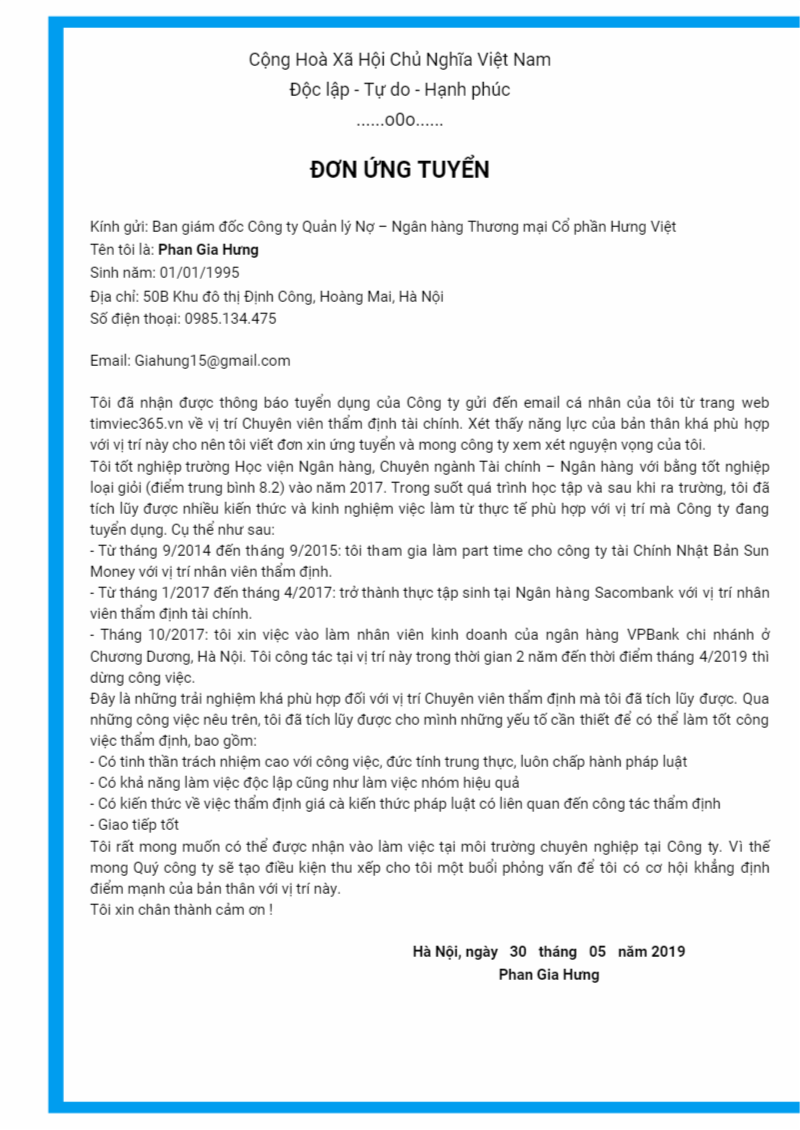 Cộng Hoà Xã Hội Chủ Nghĩa Việt Nam
Độc lập - Tự do - Hạnh phúc
......o0o......
ĐƠN ỨNG TUYỂN
Kính gửi: Ban giám đốc Công ty Quản lý Nợ – Ngân hàng Thương mại Cổ phần Hưng Việt
Tên tôi là: Phan Gia Hưng
Sinh năm: 01/01/1995
Địa chỉ: 50B Khu đô thị Định Công, Hoàng Mai, Hà Nội
Số điện thoại: 0985.134.475
Email: Giahung15@gmail.com
Tôi đã nhận được thông báo tuyển dụng của Công ty gửi đến email cá nhân của tôi từ trang web
timviec365.vn về vị trí Chuyên viên thẩm định tài chính. Xét thấy năng lực của bản thân khá phù hợp
với vị trí này cho nên tôi viết đơn xin ứng tuyển và mong công ty xem xét nguyện vọng của tôi.
Tôi tốt nghiệp trường Học viện Ngân hàng, Chuyên ngành Tài chính – Ngân hàng với bằng tốt nghiệp
loại giỏi (điểm trung bình 8.2) vào năm 2017. Trong suốt quá trình học tập và sau khi ra trường, tôi đã
tích lũy được nhiều kiến thức và kinh nghiệm việc làm từ thực tế phù hợp với vị trí mà Công ty đang
tuyển dụng. Cụ thể như sau:
- Từ tháng 9/2014 đến tháng 9/2015: tôi tham gia làm part time cho công ty tài Chính Nhật Bản Sun
Money với vị trí nhân viên thẩm định.
- Từ tháng 1/2017 đến tháng 4/2017: trở thành thực tập sinh tại Ngân hàng Sacombank với vị trí nhân
viên thẩm định tài chính.
- Tháng 10/2017: tôi xin việc vào làm nhân viên kinh doanh của ngân hàng VPBank chi nhánh ở
Chương Dương, Hà Nội. Tôi công tác tại vị trí này trong thời gian 2 năm đến thời điểm tháng 4/2019 thì
dừng công việc.
Đây là những trải nghiệm khá phù hợp đối với vị trí Chuyên viên thẩm định mà tôi đã tích lũy được. Qua
những công việc nêu trên, tôi đã tích lũy được cho mình những yếu tố cần thiết để có thể làm tốt công
việc thẩm định, bao gồm:
- Có tinh thần trách nhiệm cao với công việc, đức tính trung thực, luôn chấp hành pháp luật
- Có khả năng làm việc độc lập cũng như làm việc nhóm hiệu quả
- Có kiến thức về việc thẩm định giá cà kiến thức pháp luật có liên quan đến công tác thẩm định
- Giao tiếp tốt
Tôi rất mong muốn có thể được nhận vào làm việc tại môi trường chuyên nghiệp tại Công ty. Vì thế
mong Quý công ty sẽ tạo điều kiện thu xếp cho tôi một buổi phỏng vấn để tôi có cơ hội khẳng định
điểm mạnh của bản thân với vị trí này.
Tôi xin chân thành cảm ơn !
Hà Nội, ngày 30 tháng 05 năm 2019
Phan Gia Hưng